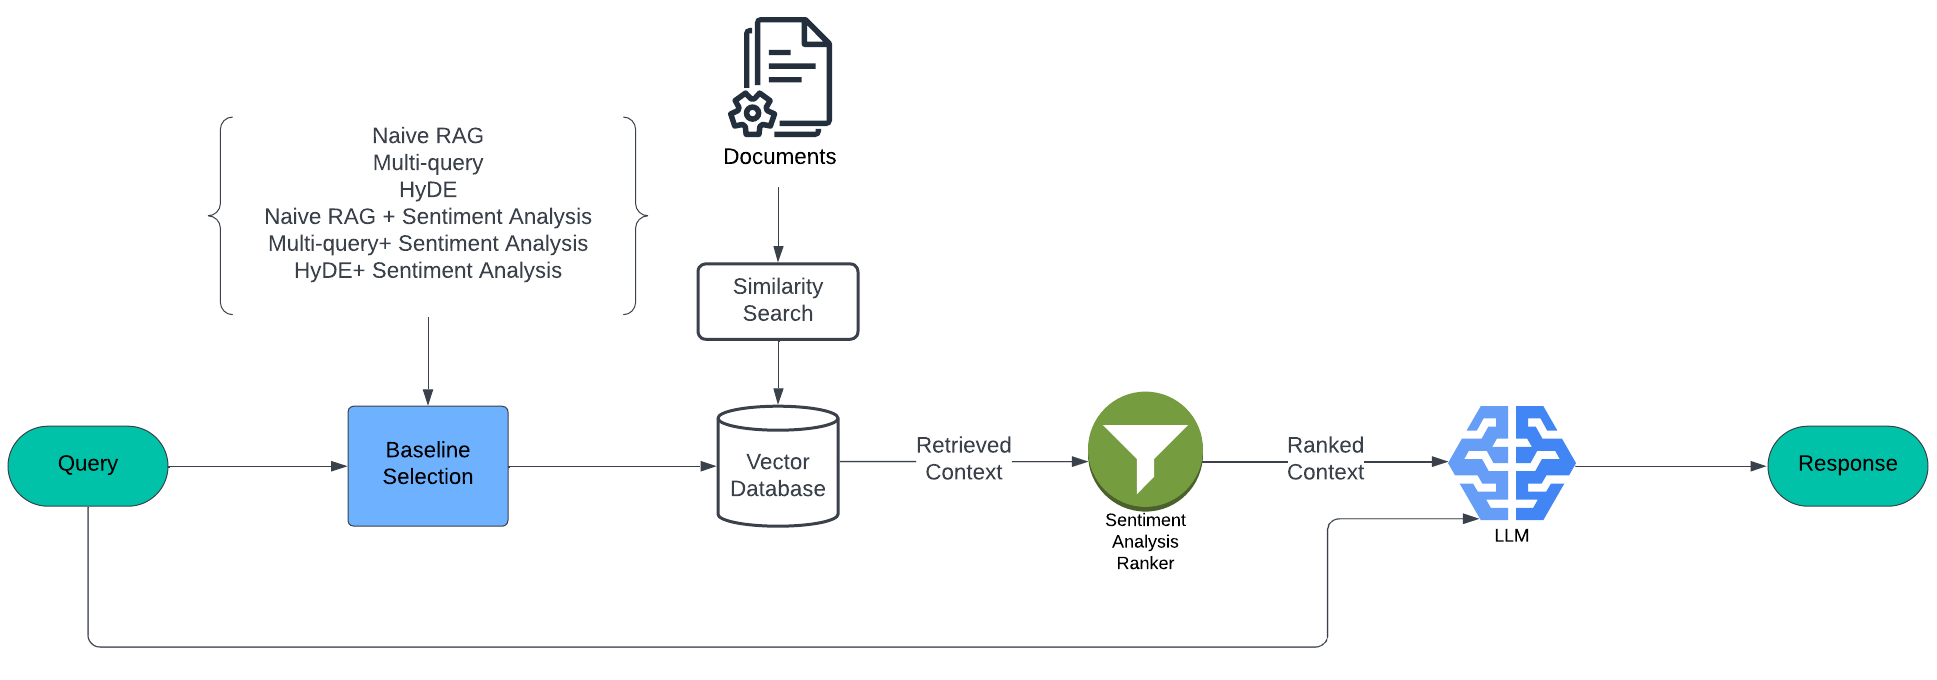 Documents
Naive RAG
Multi-query
HyDE
Naive RAG + Sentiment Analysis
Multi-query+ Sentiment Analysis
HyDE+ Sentiment Analysis
Similarity
Search
Query
Baseline
Selection
Vector
Database
Retrieved
Context
Sentiment
Analysis
Ranker
Ranked
Context
LLM
Response